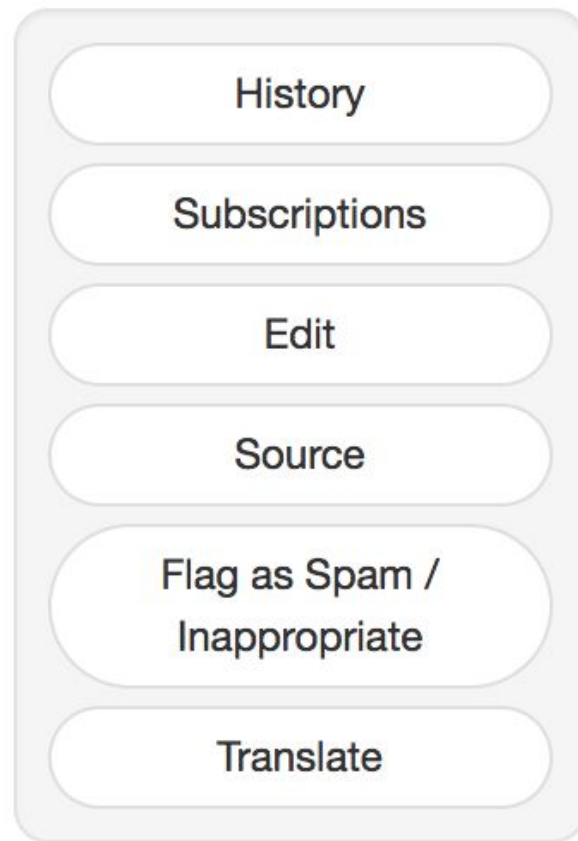 History
Subscriptions
Edit
Source
Flag as Spam /
Inappropriate
Translate